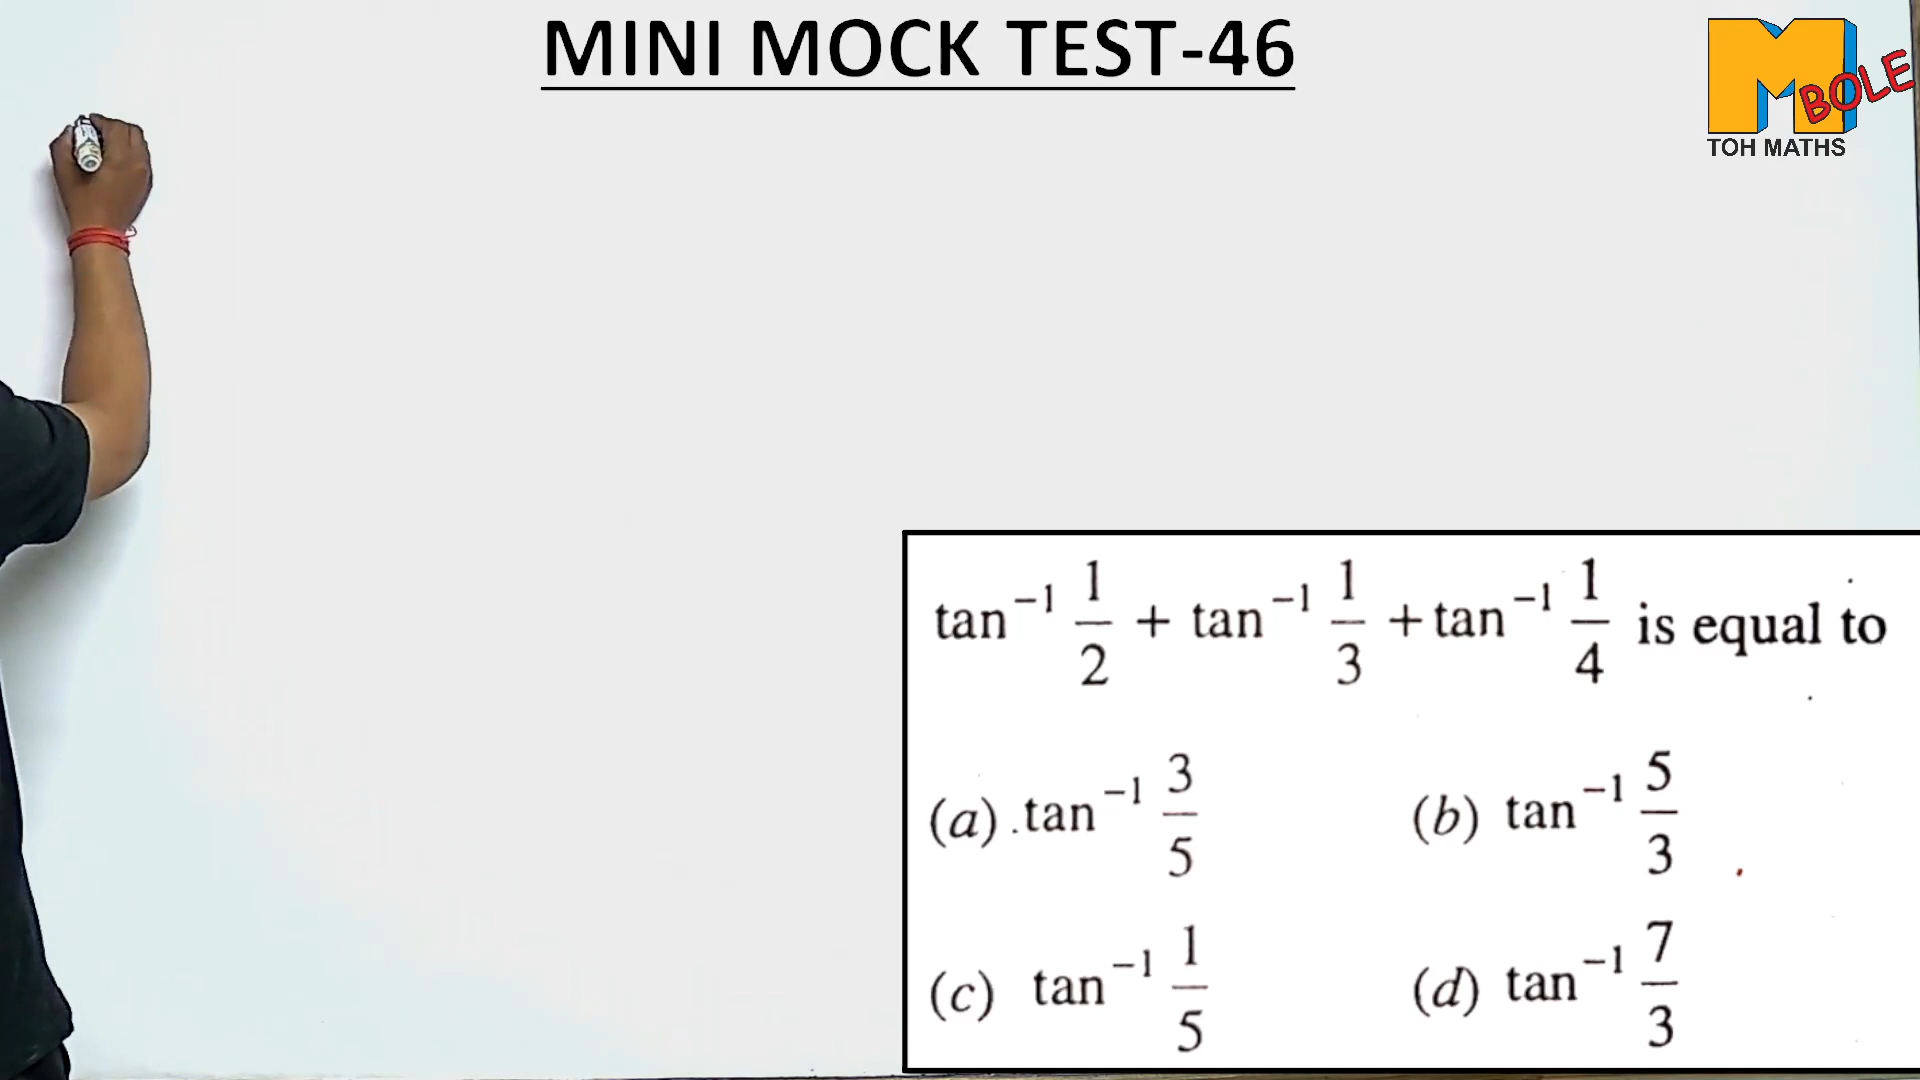 MINI MOCK TEST-46
M BOLE
TOH MATHS
tan⁻¹ 1/2 + tan⁻¹ 1/3 + tan⁻¹ 1/4 is equal to
(a) tan⁻¹ 3/5 (b) tan⁻¹ 5/3
(c) tan⁻¹ 1/5 (d) tan⁻¹ 7/3